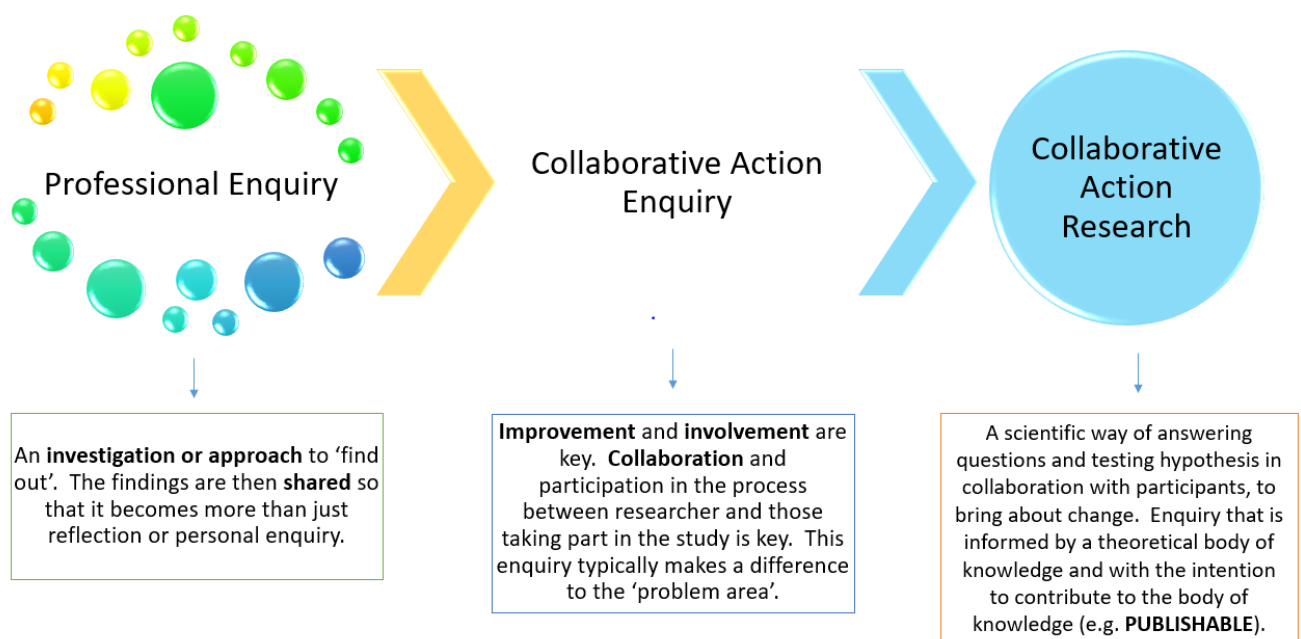 Professional Enquiry
Collaborative Action
Enquiry
Collaborative
Action
Research
An investigation or approach to ‘find
out’.  The findings are then shared so
that it becomes more than just
reflection or personal enquiry.
Improvement and involvement are
key.  Collaboration and
participation in the process
between researcher and those
taking part in the study is key.  This
enquiry typically makes a difference
to the ‘problem area’.
A scientific way of answering
questions and testing hypothesis in
collaboration with participants, to
bring about change.  Enquiry that is
informed by a theoretical body of
knowledge and with the intention
to contribute to the body of
knowledge (e.g. PUBLISHABLE).